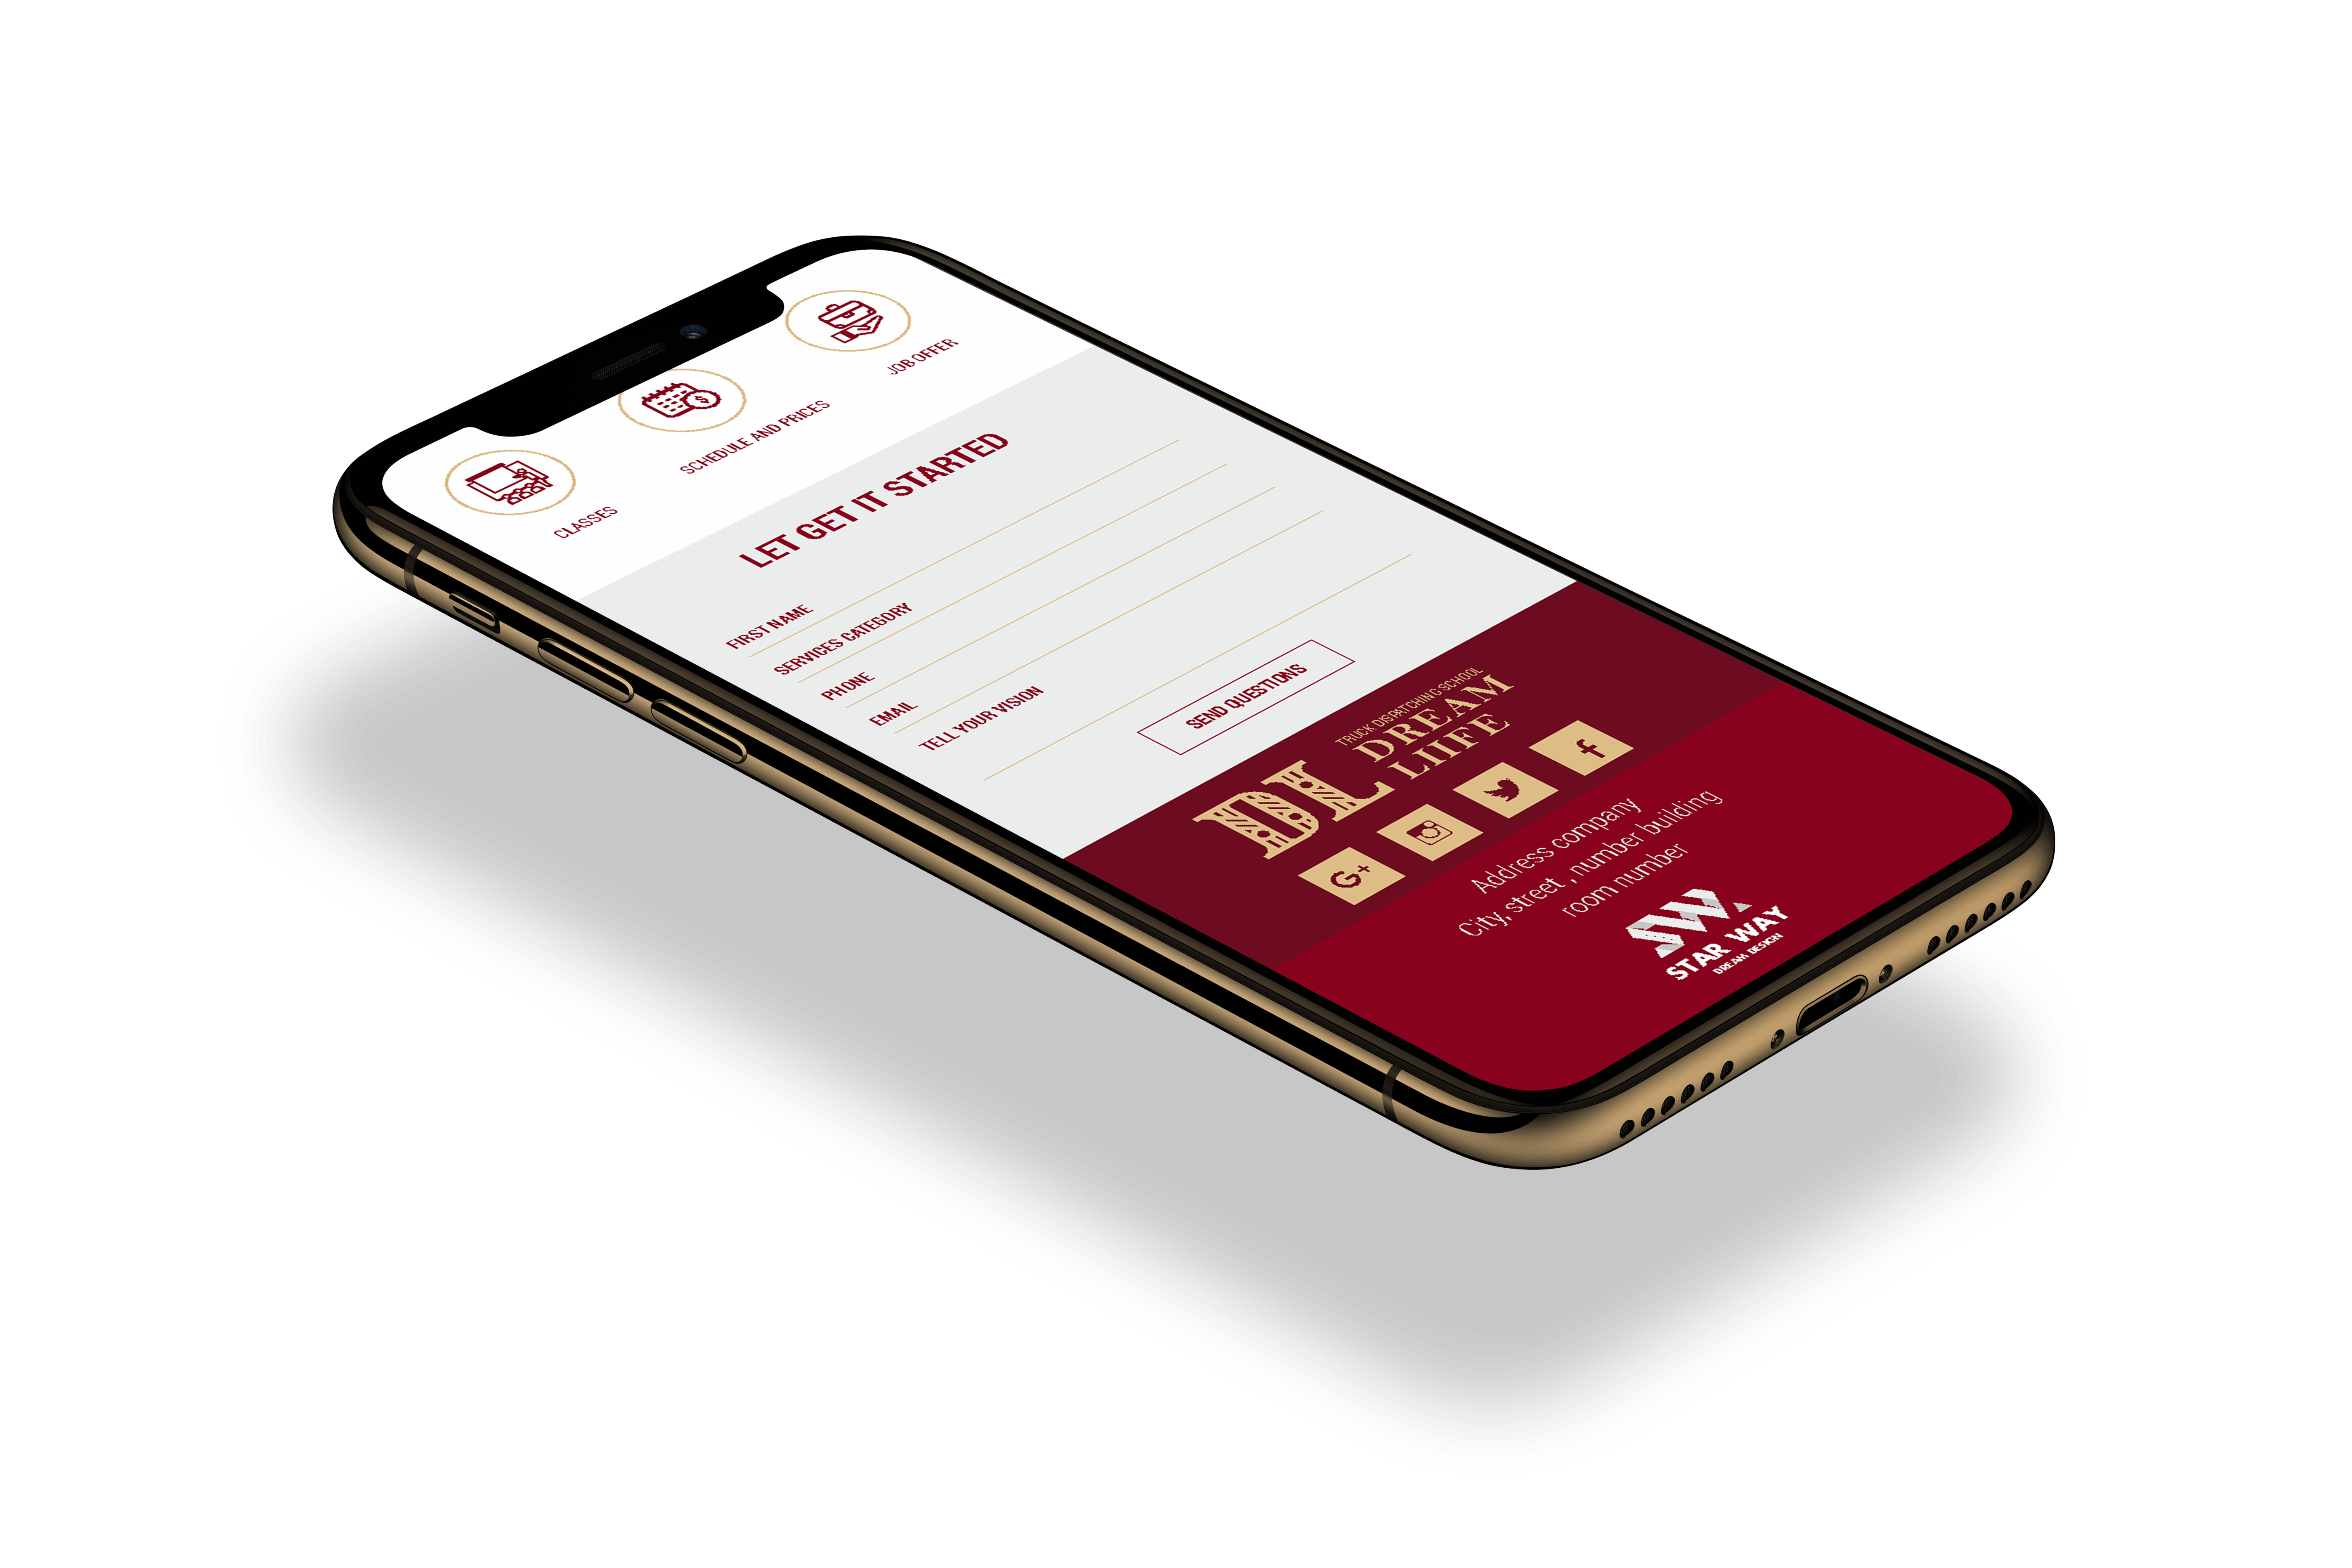 CLASSES
SCHEDULE AND PRICES
JOB OFFER
LET GET IT STARTED
FIRST NAME
SERVICES CATEGORY
PHONE
EMAIL
TELL YOUR VISION
SEND QUESTIONS
DL
TRUCK DISPATCHING SCHOOL
DREAM
LIIFE
G+
f
Address company
City, street , number building
room number
SW
STAR WAY
DREAM DESIGN